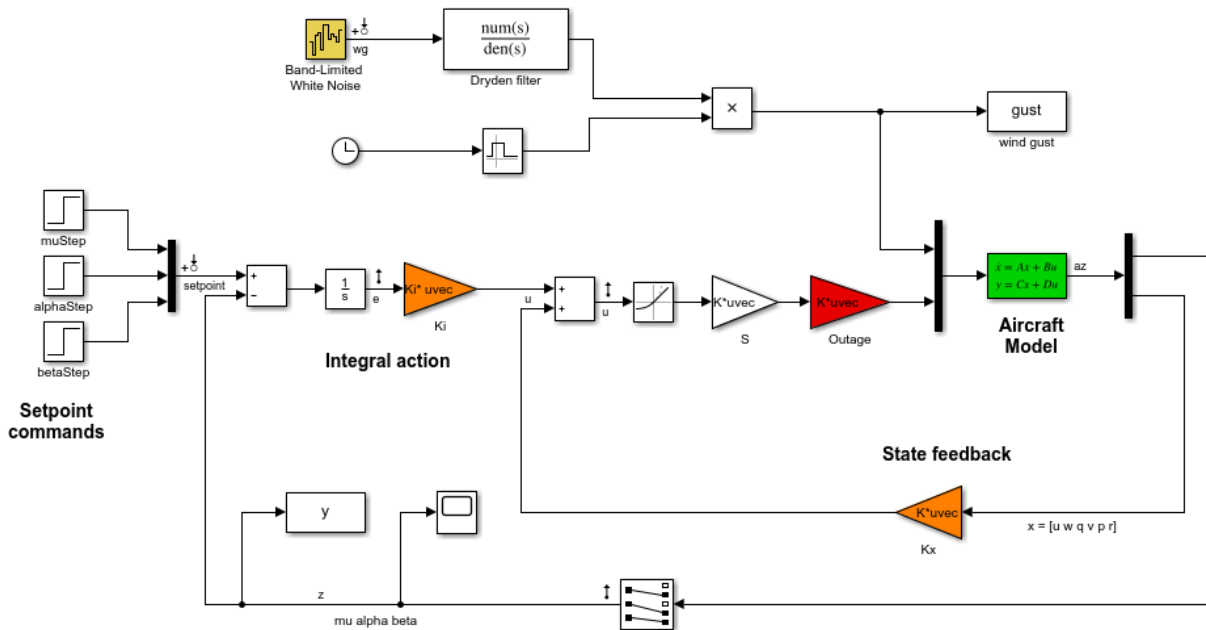 num(s)
den(s)
wg
Band-Limited
White Noise
Dryden filter
×
gust
wind gust
muStep
alphaStep
betaStep
Setpoint
commands
+
setpoint
+
−
1
s
e
Ki* uvec
Ki
Integral action
u
+
+
u
K*uvec
S
K*uvec
Outage
ẋ = Ax + Bu
y = Cx + Du
az
Aircraft
Model
State feedback
K*uvec
Kx
x = [u w q v p r]
y
z
mu alpha beta